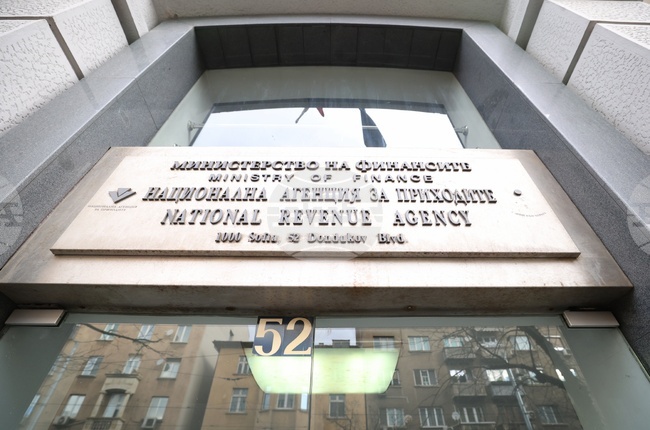 МИНИСТЕРСТВО НА ФИНАНСИТЕ
MINISTRY OF FINANCE
НАЦИОНАЛНА АГЕНЦИЯ ЗА ПРИХОДИТЕ
NATIONAL REVENUE AGENCY
1000 Sofia, 52 Dondukov Blvd.
52